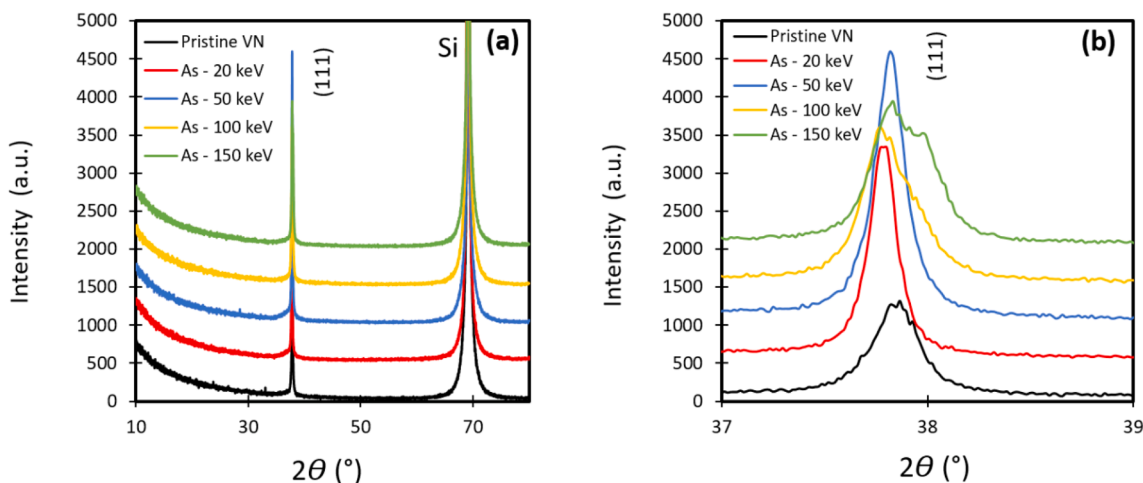 5000
4500
4000
3500
3000
2500
2000
1500
1000
500
0
Intensity (a.u.)
Pristine VN
As - 20 keV
As - 50 keV
As - 100 keV
As - 150 keV
(111)
Si
(a)
10
30
50
70
2θ (°)
5000
4500
4000
3500
3000
2500
2000
1500
1000
500
0
Intensity (a.u.)
Pristine VN
As - 20 keV
As - 50 keV
As - 100 keV
As - 150 keV
(111)
(b)
37
38
39
2θ (°)